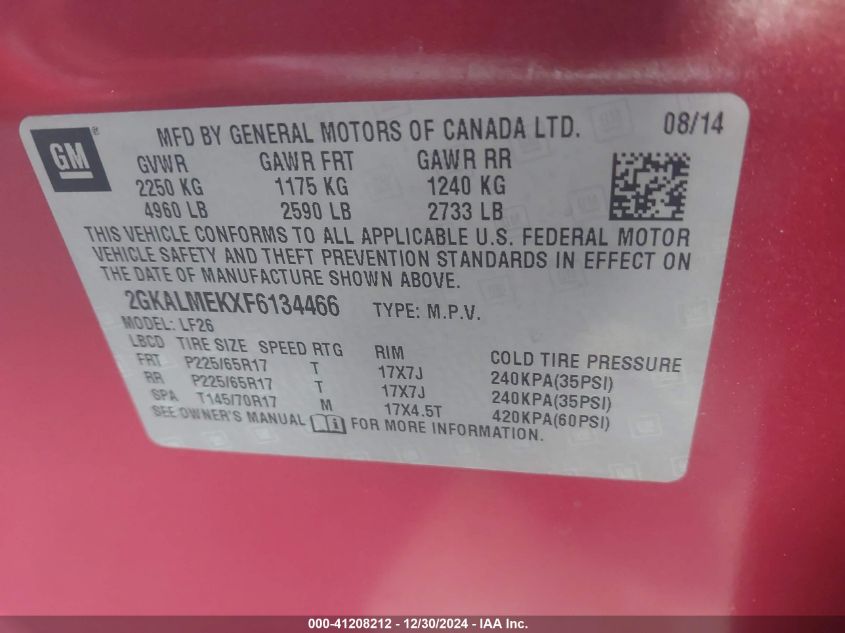 GM ®
MFD BY GENERAL MOTORS OF CANADA LTD. 08/14
GVWR GAWR FRT GAWR RR
2250 KG 1175 KG 1240 KG
4960 LB 2590 LB 2733 LB
THIS VEHICLE CONFORMS TO ALL APPLICABLE U.S. FEDERAL MOTOR
VEHICLE SAFETY AND THEFT PREVENTION STANDARDS IN EFFECT ON
THE DATE OF MANUFACTURE SHOWN ABOVE.
2GKALMEKXF6134466 TYPE: M.P.V.
MODEL: LF26
LBCD TIRE SIZE SPEED RTG RIM COLD TIRE PRESSURE
FRT P225/65R17 T 17X7J 240KPA(35PSI)
RR P225/65R17 T 17X7J 240KPA(35PSI)
SPA T145/70R17 M 17X4.5T 420KPA(60PSI)
SEE OWNER'S MANUAL FOR MORE INFORMATION.
000-41208212 - 12/30/2024 - IAA Inc.